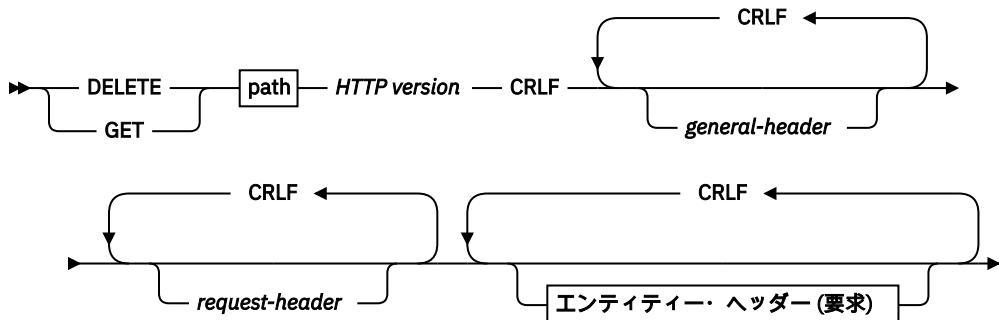 CRLF
DELETE path HTTP version CRLF
GET general-header
CRLF CRLF
request-header エンティティー・ヘッダー (要求)